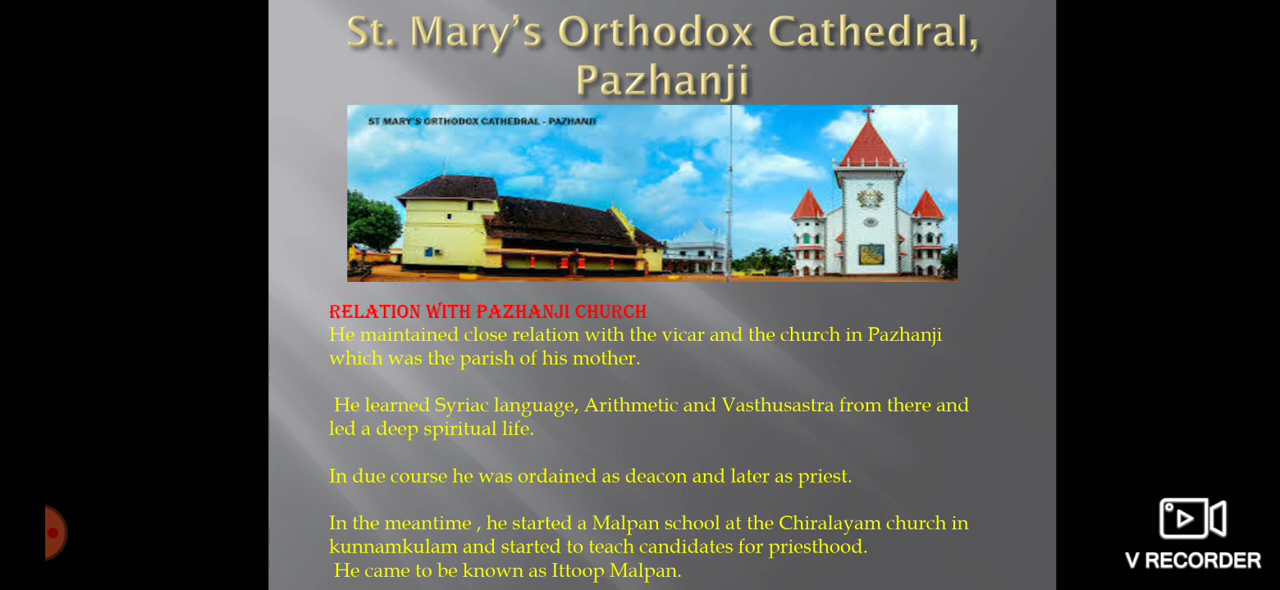 St. Mary's Orthodox Cathedral,
Pazhanji
ST MARY'S ORTHODOX CATHEDRAL - PAZHANJI
RELATION WITH PAZHANJI CHURCH
He maintained close relation with the vicar and the church in Pazhanji
which was the parish of his mother.
He learned Syriac language, Arithmetic and Vasthusastra from there and
led a deep spiritual life.
In due course he was ordained as deacon and later as priest.
In the meantime , he started a Malpan school at the Chiralayam church in
kunnamkulam and started to teach candidates for priesthood.
He came to be known as Ittoop Malpan.
V RECORDER